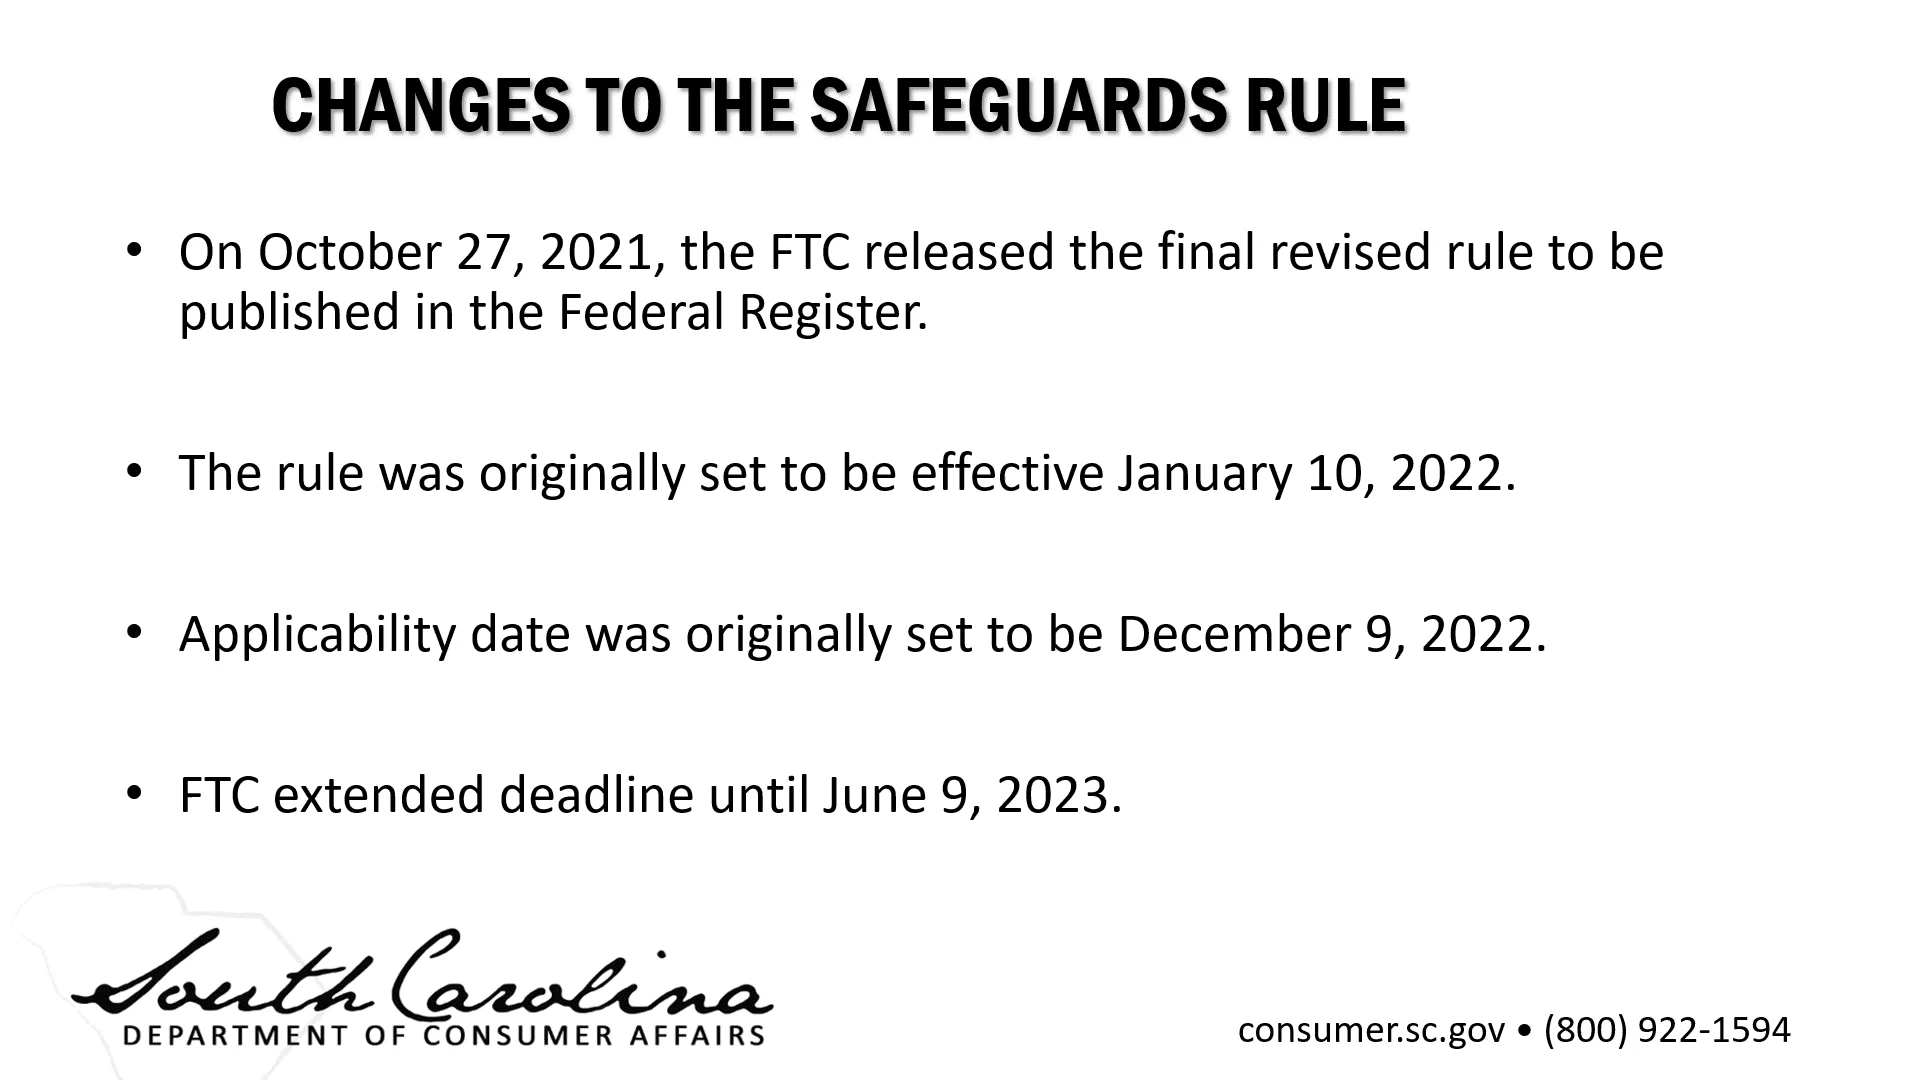 CHANGES TO THE SAFEGUARDS RULE
• On October 27, 2021, the FTC released the final revised rule to be
published in the Federal Register.
• The rule was originally set to be effective January 10, 2022.
• Applicability date was originally set to be December 9, 2022.
• FTC extended deadline until June 9, 2023.
South Carolina
DEPARTMENT OF CONSUMER AFFAIRS
consumer.sc.gov • (800) 922-1594